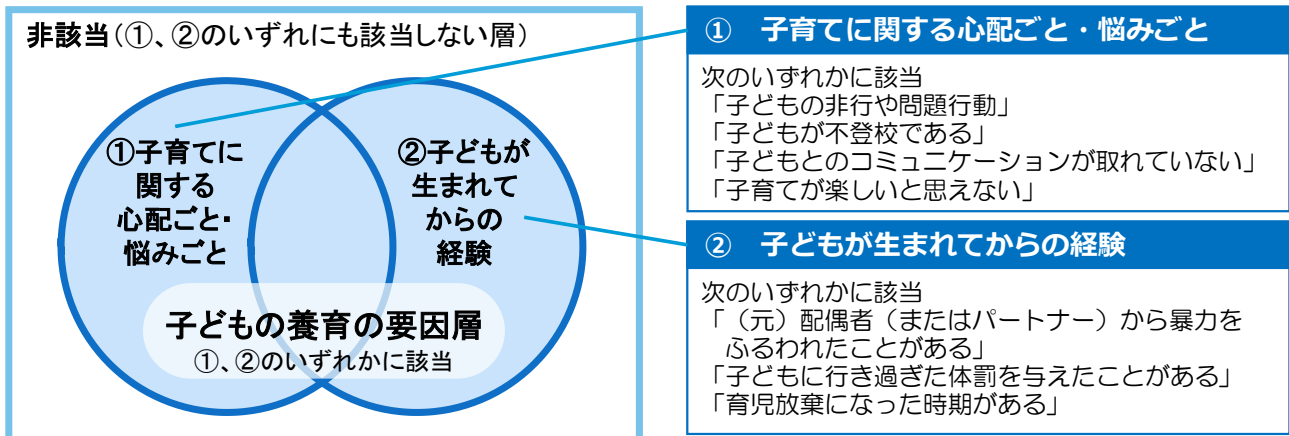 非該当(①、②のいずれにも該当しない層)
①子育てに
関する
心配ごと・
悩みごと
②子どもが
生まれて
からの
経験
子どもの養育の要因層
①、②のいずれかに該当
① 子育てに関する心配ごと・悩みごと
次のいずれかに該当
「子どもの非行や問題行動」
「子どもが不登校である」
「子どもとのコミュニケーションが取れていない」
「子育てが楽しいと思えない」
② 子どもが生まれてからの経験
次のいずれかに該当
「(元)配偶者(またはパートナー)から暴力を
ふるわれたことがある」
「子どもに行き過ぎた体罰を与えたことがある」
「育児放棄になった時期がある」